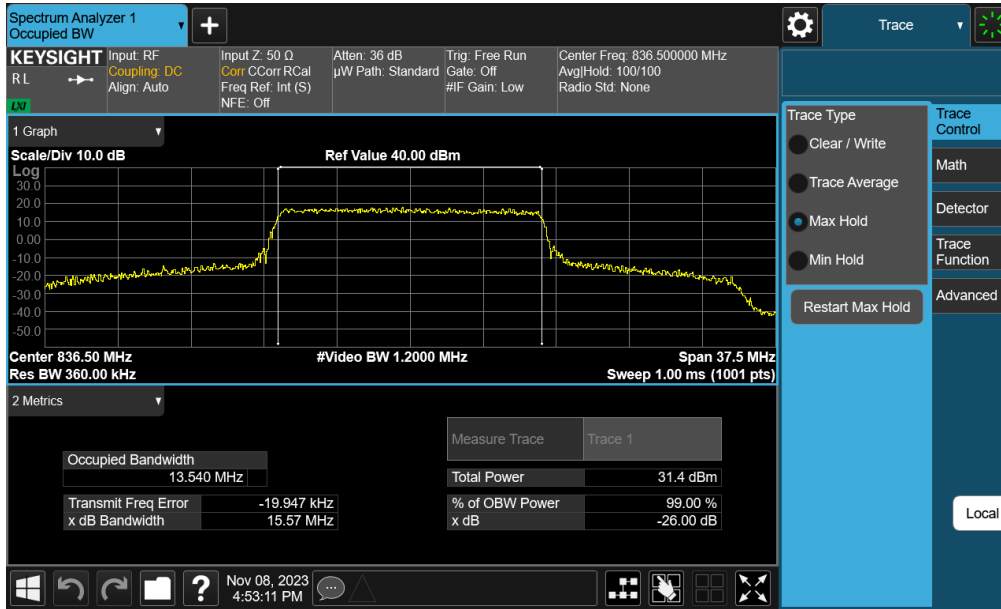 Spectrum Analyzer 1
Occupied BW
+
Trace
KEYSIGHT
R L
LXI
Input: RF
Coupling: DC
Align: Auto
Input Z: 50 Ω
Corr CCorr RCal
Freq Ref: Int (S)
NFE: Off
Atten: 36 dB
µW Path: Standard
Trig: Free Run
Gate: Off
#IF Gain: Low
Center Freq: 836.500000 MHz
Avg|Hold: 100/100
Radio Std: None
1 Graph
Scale/Div 10.0 dB
Ref Value 40.00 dBm
Log
30.0
20.0
10.0
0.00
-10.0
-20.0
-30.0
-40.0
-50.0
Center 836.50 MHz
#Video BW 1.2000 MHz
Span 37.5 MHz
Res BW 360.00 kHz
Sweep 1.00 ms (1001 pts)
2 Metrics
Measure Trace
Trace 1
Occupied Bandwidth
13.540 MHz
Total Power
31.4 dBm
Transmit Freq Error
-19.947 kHz
% of OBW Power
99.00 %
x dB Bandwidth
15.57 MHz
x dB
-26.00 dB
Trace Type
Clear / Write
Trace Average
Max Hold
Min Hold
Restart Max Hold
Trace
Control
Math
Detector
Trace
Function
Advanced
Local
?
Nov 08, 2023
4:53:11 PM